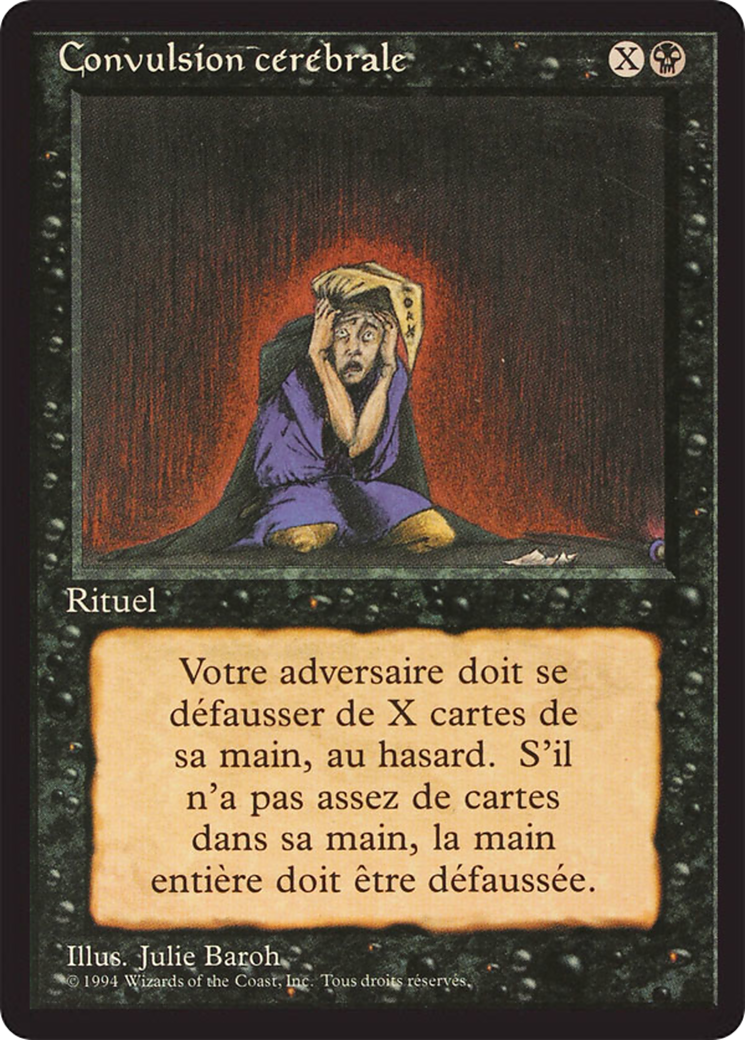 Convulsion cérébrale X
Rituel
Votre adversaire doit se
défausser de X cartes de
sa main, au hasard. S'il
n'a pas assez de cartes
dans sa main, la main
entière doit être défaussée.
Illus. Julie Baroh
© 1994 Wizards of the Coast, Inc. Tous droits réservés.